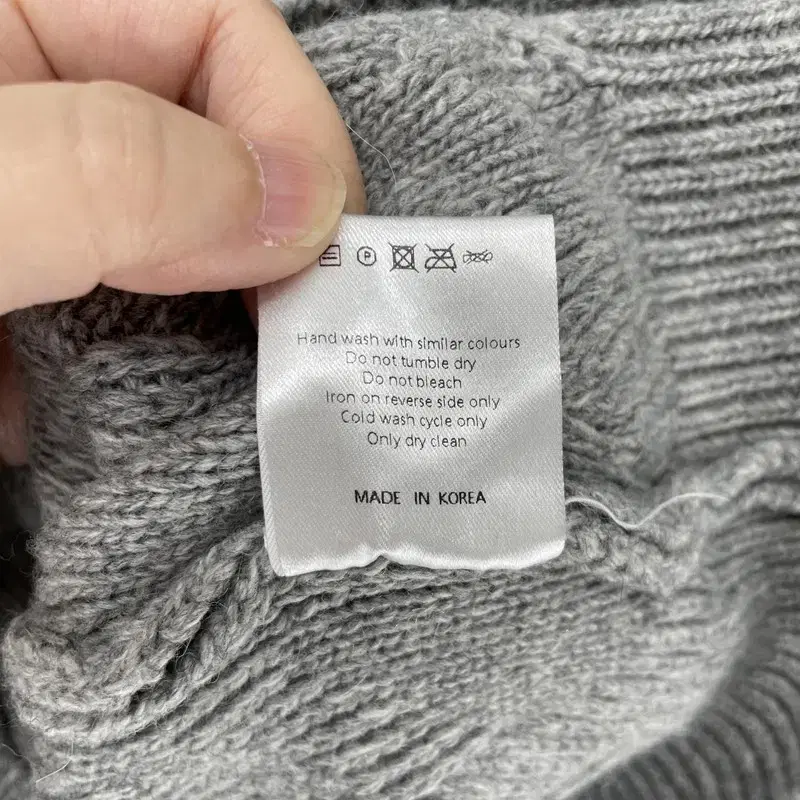 P
Hand wash with similar colours
Do not tumble dry
Do not bleach
Iron on reverse side only
Cold wash cycle only
Only dry clean
MADE IN KOREA